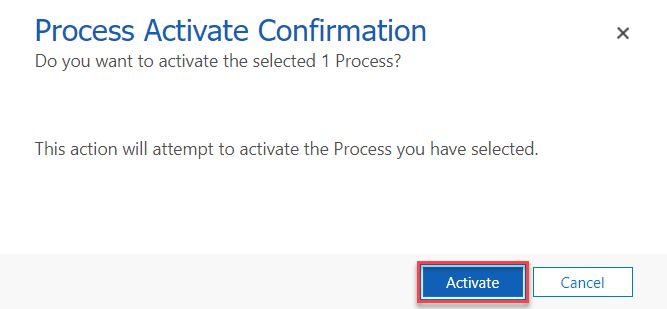 Process Activate Confirmation
Do you want to activate the selected 1 Process?
This action will attempt to activate the Process you have selected.
Activate
Cancel